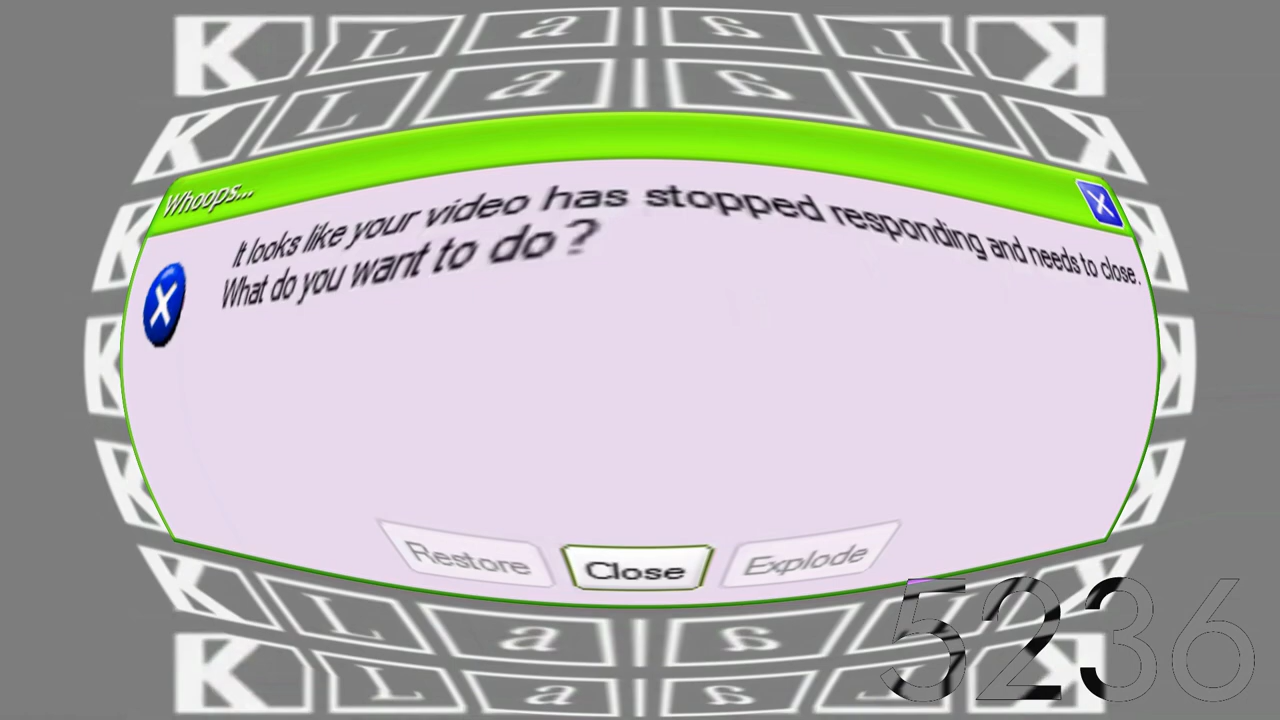 K L a a L K
K L a a L K
Whoops...
It looks like your video has stopped responding and needs to close.
What do you want to do?
K K
K K
K K
Restore Close Explode
K L a a L K
K L a a L K
5236